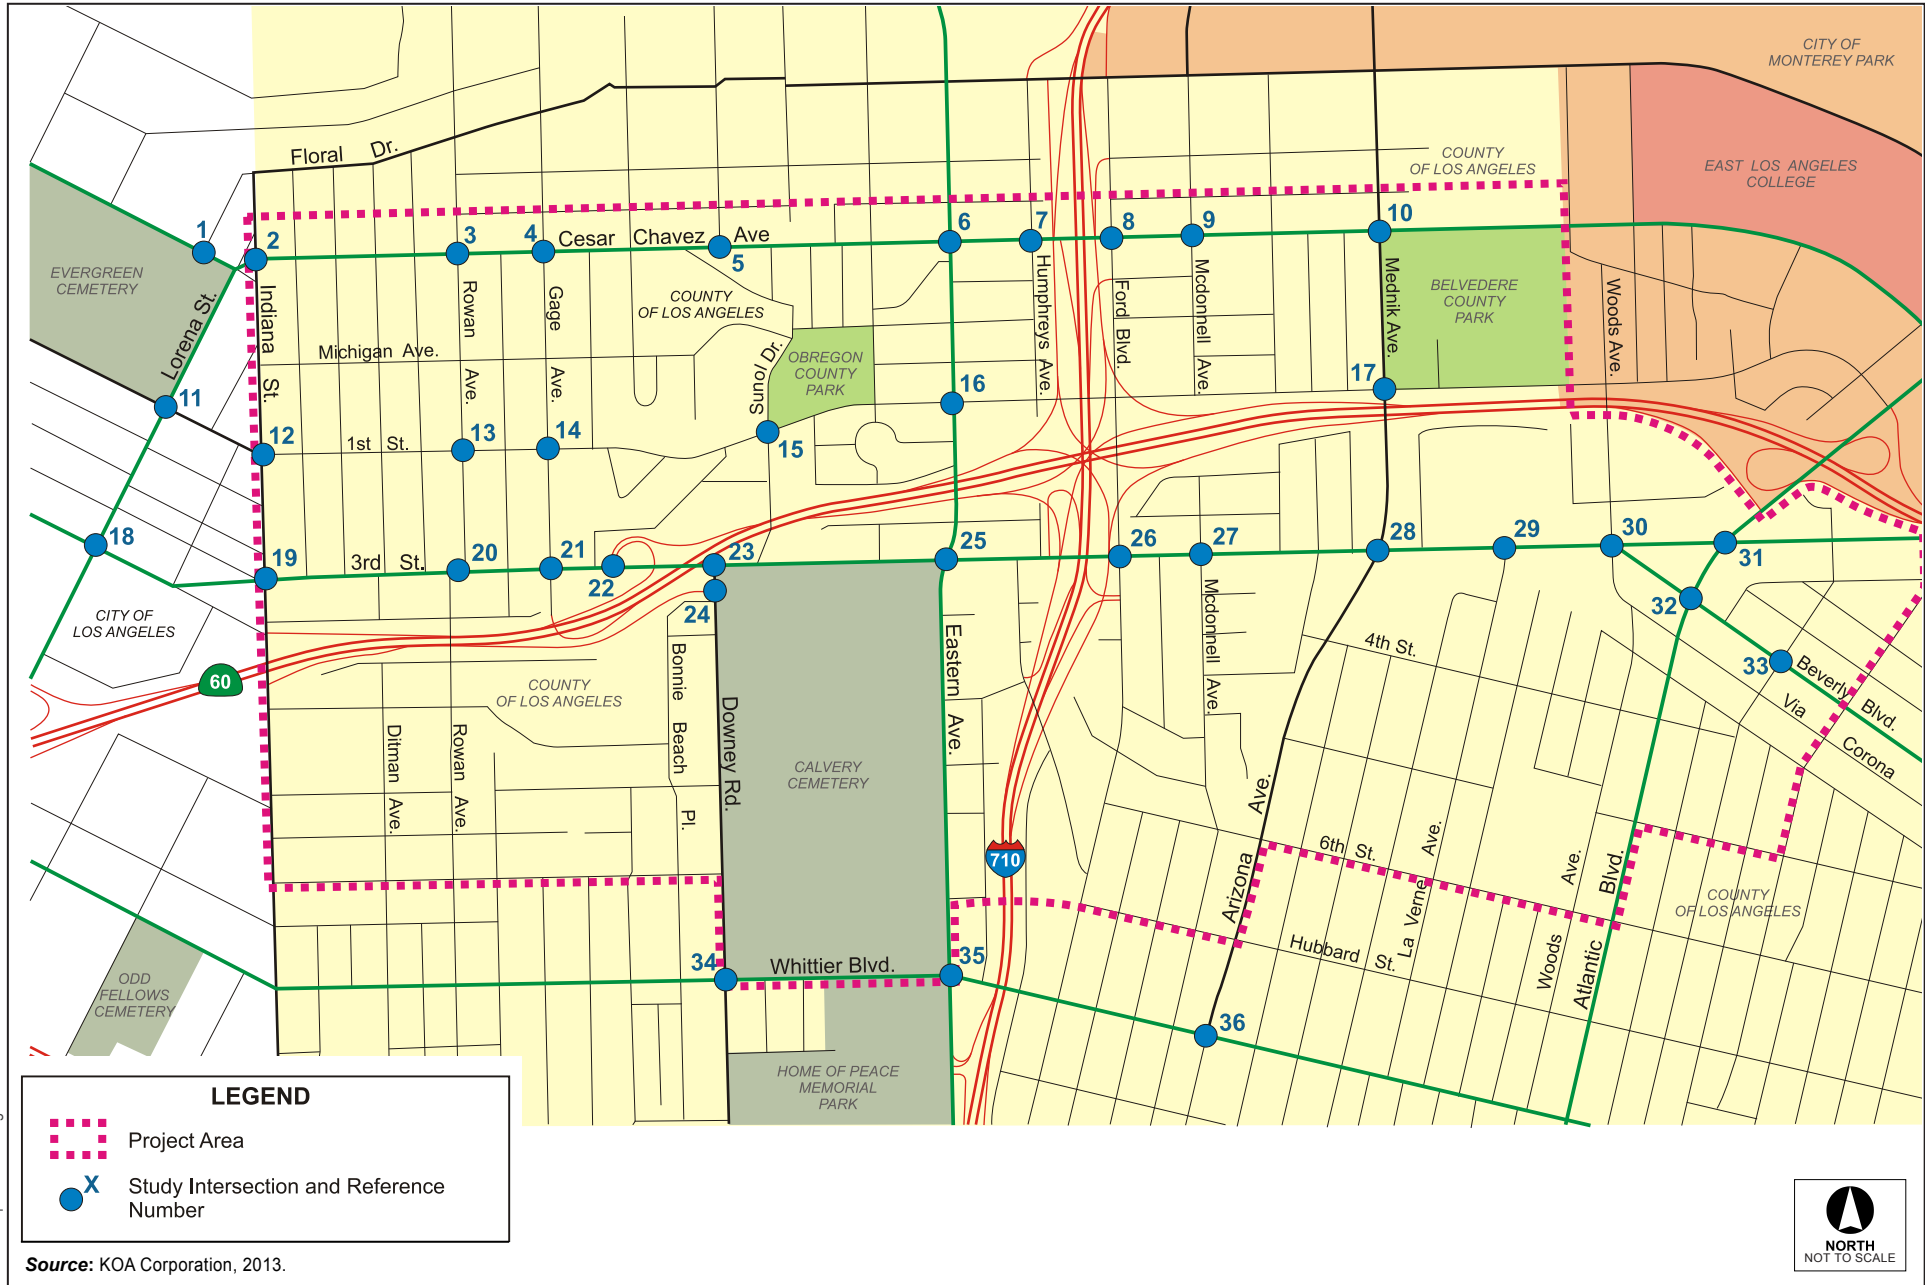 CITY OF
MONTEREY PARK
Floral Dr.
COUNTY
OF LOS ANGELES
EAST LOS ANGELES
COLLEGE
1
2
3
4
Cesar Chavez Ave
5
6
7
8
9
10
EVERGREEN
CEMETERY
Lorena St.
Indiana St.
Rowan Ave.
Gage Ave.
COUNTY
OF LOS ANGELES
Michigan Ave.
Sunol Dr.
OBREGON
COUNTY
PARK
Humphreys Ave.
Ford Blvd.
Mcdonnell Ave.
Mednik Ave.
BELVEDERE
COUNTY
PARK
Woods Ave.
11
12
1st St.
13
14
15
16
17
18
19
3rd St.
20
21
22
23
24
25
26
27
28
29
30
31
32
33
CITY OF
LOS ANGELES
60
COUNTY
OF LOS ANGELES
Ditman Ave.
Rowan Ave.
Bonnie Beach Pl.
Downey Rd.
CALVERY
CEMETERY
Eastern Ave.
710
Mcdonnell Ave.
4th St.
Beverly Blvd.
Via Corona
Arizona Ave.
6th St.
La Verne Ave.
Woods Ave.
Atlantic Blvd.
COUNTY
OF LOS ANGELES
Hubbard St.
34
Whittier Blvd.
35
36
ODD
FELLOWS
CEMETERY
HOME OF PEACE
MEMORIAL
PARK
LEGEND
Project Area
X
Study Intersection and Reference
Number
Source: KOA Corporation, 2013.
NORTH
NOT TO SCALE